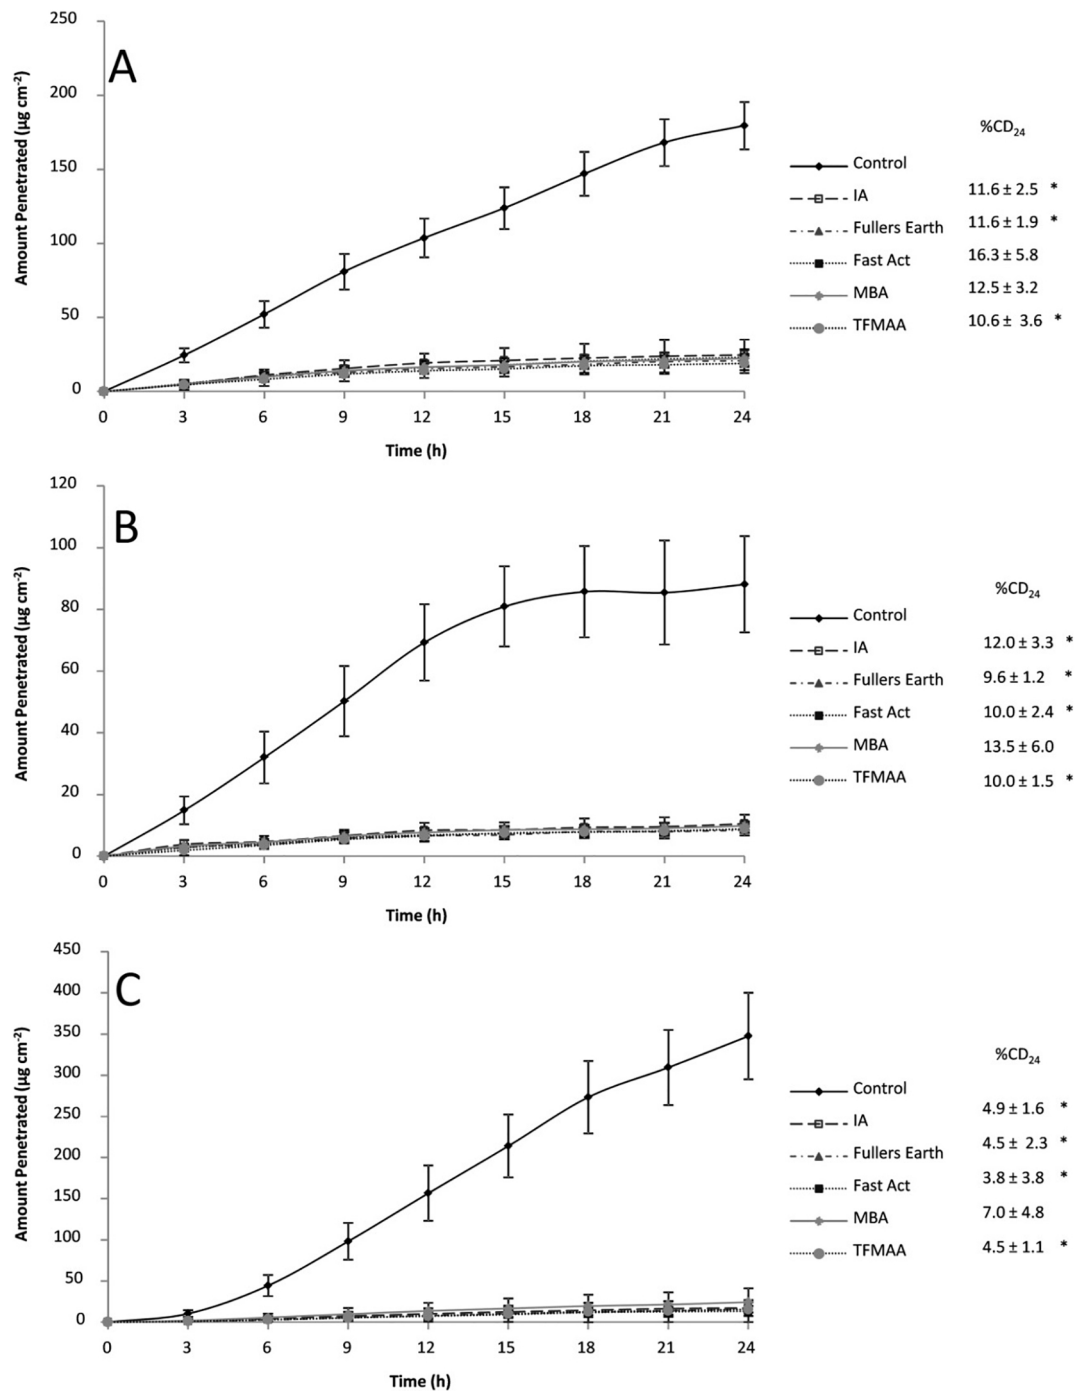 250
A
200
150
100
50
0
0 3 6 9 12 15 18 21 24
Amount Penetrated (µg cm-2)
Time (h)
%CD24
Control
IA 11.6 ± 2.5 *
Fullers Earth 11.6 ± 1.9 *
Fast Act 16.3 ± 5.8
MBA 12.5 ± 3.2
TFMAA 10.6 ± 3.6 *
120
B
100
80
60
40
20
0
0 3 6 9 12 15 18 21 24
Amount Penetrated (µg cm-2)
Time (h)
%CD24
Control
IA 12.0 ± 3.3 *
Fullers Earth 9.6 ± 1.2 *
Fast Act 10.0 ± 2.4 *
MBA 13.5 ± 6.0
TFMAA 10.0 ± 1.5 *
450
C
400
350
300
250
200
150
100
50
0
0 3 6 9 12 15 18 21 24
Amount Penetrated (µg cm-2)
Time (h)
%CD24
Control
IA 4.9 ± 1.6 *
Fullers Earth 4.5 ± 2.3 *
Fast Act 3.8 ± 3.8 *
MBA 7.0 ± 4.8
TFMAA 4.5 ± 1.1 *